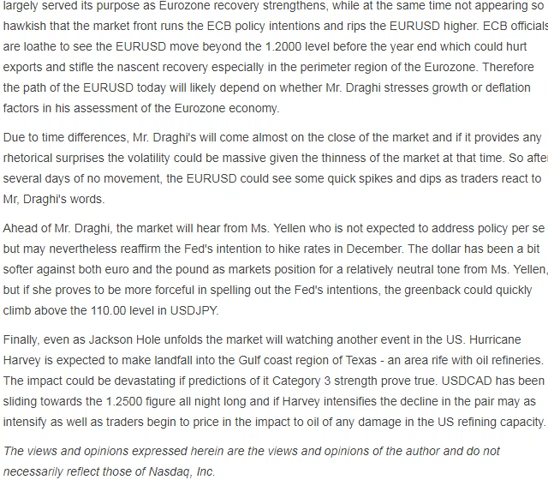 largely served its purpose as Eurozone recovery strengthens, while at the same time not appearing so
hawkish that the market front runs the ECB policy intentions and rips the EURUSD higher. ECB officials
are loathe to see the EURUSD move beyond the 1.2000 level before the year end which could hurt
exports and stifle the nascent recovery especially in the perimeter region of the Eurozone. Therefore
the path of the EURUSD today will likely depend on whether Mr. Draghi stresses growth or deflation
factors in his assessment of the Eurozone economy.
Due to time differences, Mr. Draghi's will come almost on the close of the market and if it provides any
rhetorical surprises the volatility could be massive given the thinness of the market at that time. So after
several days of no movement, the EURUSD could see some quick spikes and dips as traders react to
Mr, Draghi's words.
Ahead of Mr. Draghi, the market will hear from Ms. Yellen who is not expected to address policy per se
but may nevertheless reaffirm the Fed's intention to hike rates in December. The dollar has been a bit
softer against both euro and the pound as markets position for a relatively neutral tone from Ms. Yellen,
but if she proves to be more forceful in spelling out the Fed's intentions, the greenback could quickly
climb above the 110.00 level in USDJPY.
Finally, even as Jackson Hole unfolds the market will watching another event in the US. Hurricane
Harvey is expected to make landfall into the Gulf coast region of Texas - an area rife with oil refineries.
The impact could be devastating if predictions of it Category 3 strength prove true. USDCAD has been
sliding towards the 1.2500 figure all night long and if Harvey intensifies the decline in the pair may as
intensify as well as traders begin to price in the impact to oil of any damage in the US refining capacity.
The views and opinions expressed herein are the views and opinions of the author and do not
necessarily reflect those of Nasdaq, Inc.